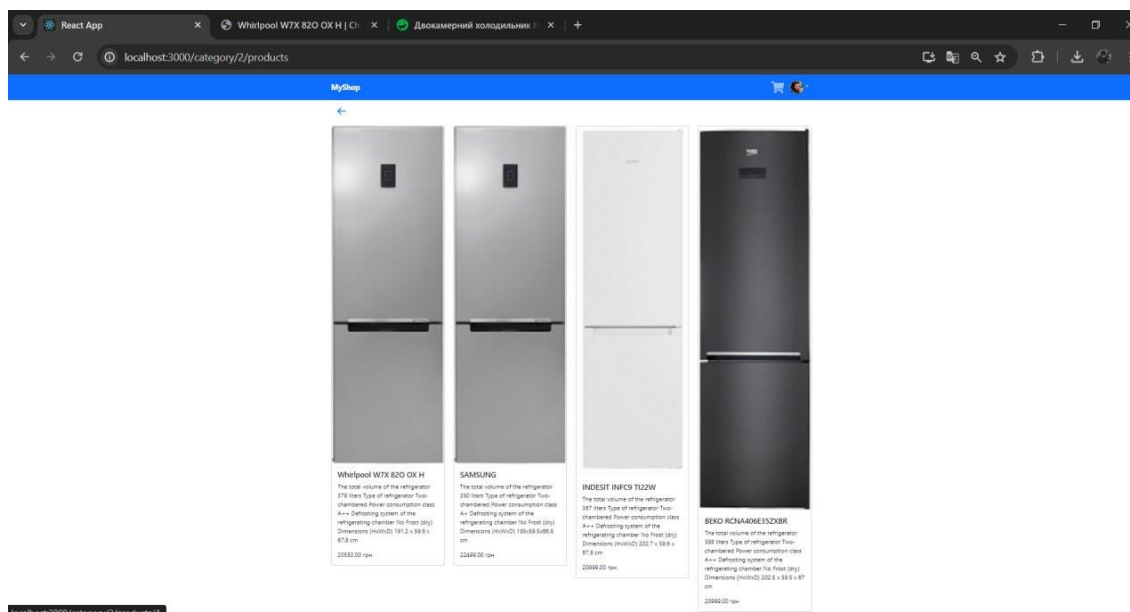 React App
Whirlpool W7X 82O OX H | Ch
Двокамерний холодильник
localhost:3000/category/2/products
MyShop
Whirlpool W7X 82O OX H
The total volume of the refrigerator
378 liters Type of refrigerator Two-
chambered Power consumption class
A++ Defrosting system of the
refrigerating chamber No Frost (dry)
Dimensions (HxWxD) 191.2 x 59.6 x
67.8 cm
20550.00 грн
SAMSUNG
The total volume of the refrigerator
350 liters Type of refrigerator Two-
chambered Power consumption class
A+ Defrosting system of the
refrigerating chamber No Frost (dry)
Dimensions (HxWxD) 185x59.5x66.8
cm
22499.00 грн
INDESIT INFC9 TI22W
The total volume of the refrigerator
367 liters Type of refrigerator Two-
chambered Power consumption class
A++ Defrosting system of the
refrigerating chamber No Frost (dry)
Dimensions (HxWxD) 202.7 x 59.6 x
67.8 cm
20999.00 грн
beko
BEKO RCNA406E35ZXBR
The total volume of the refrigerator
Type of refrigerator Two-
chambered Power consumption class
A++ Defrosting system of the
refrigerating chamber No Frost (dry)
Dimensions (HxWxD) 202.5 x 59.5 x 67
cm
20999.00 грн